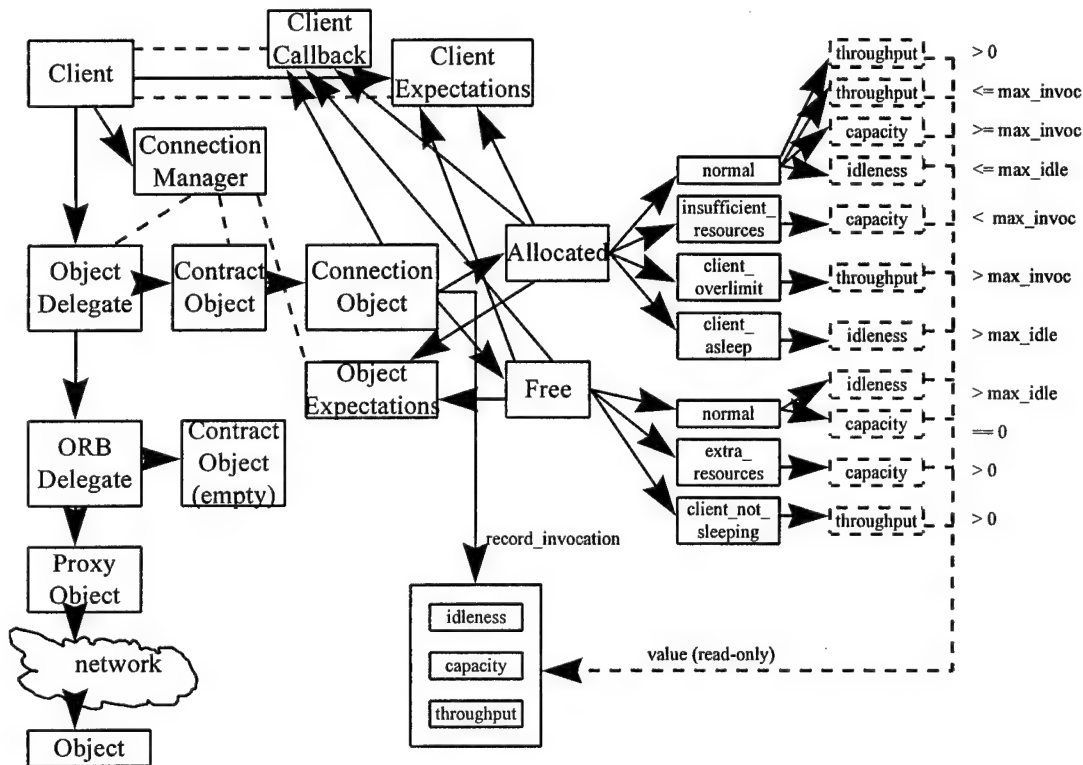 Client
Client
Callback
Client
Expectations
Connection
Manager
Object
Delegate
Contract
Object
Connection
Object
Object
Expectations
Allocated
Free
ORB
Delegate
Contract
Object
(empty)
Proxy
Object
network
Object
normal
insufficient_
resources
client_
overlimit
client_
asleep
normal
extra_
resources
client_not_
sleeping
throughput > 0
throughput <= max_invoc
capacity >= max_invoc
idleness <= max_idle
capacity < max_invoc
throughput > max_invoc
idleness > max_idle
idleness > max_idle
capacity == 0
capacity > 0
throughput > 0
record_invocation
idleness
capacity
throughput
value (read-only)